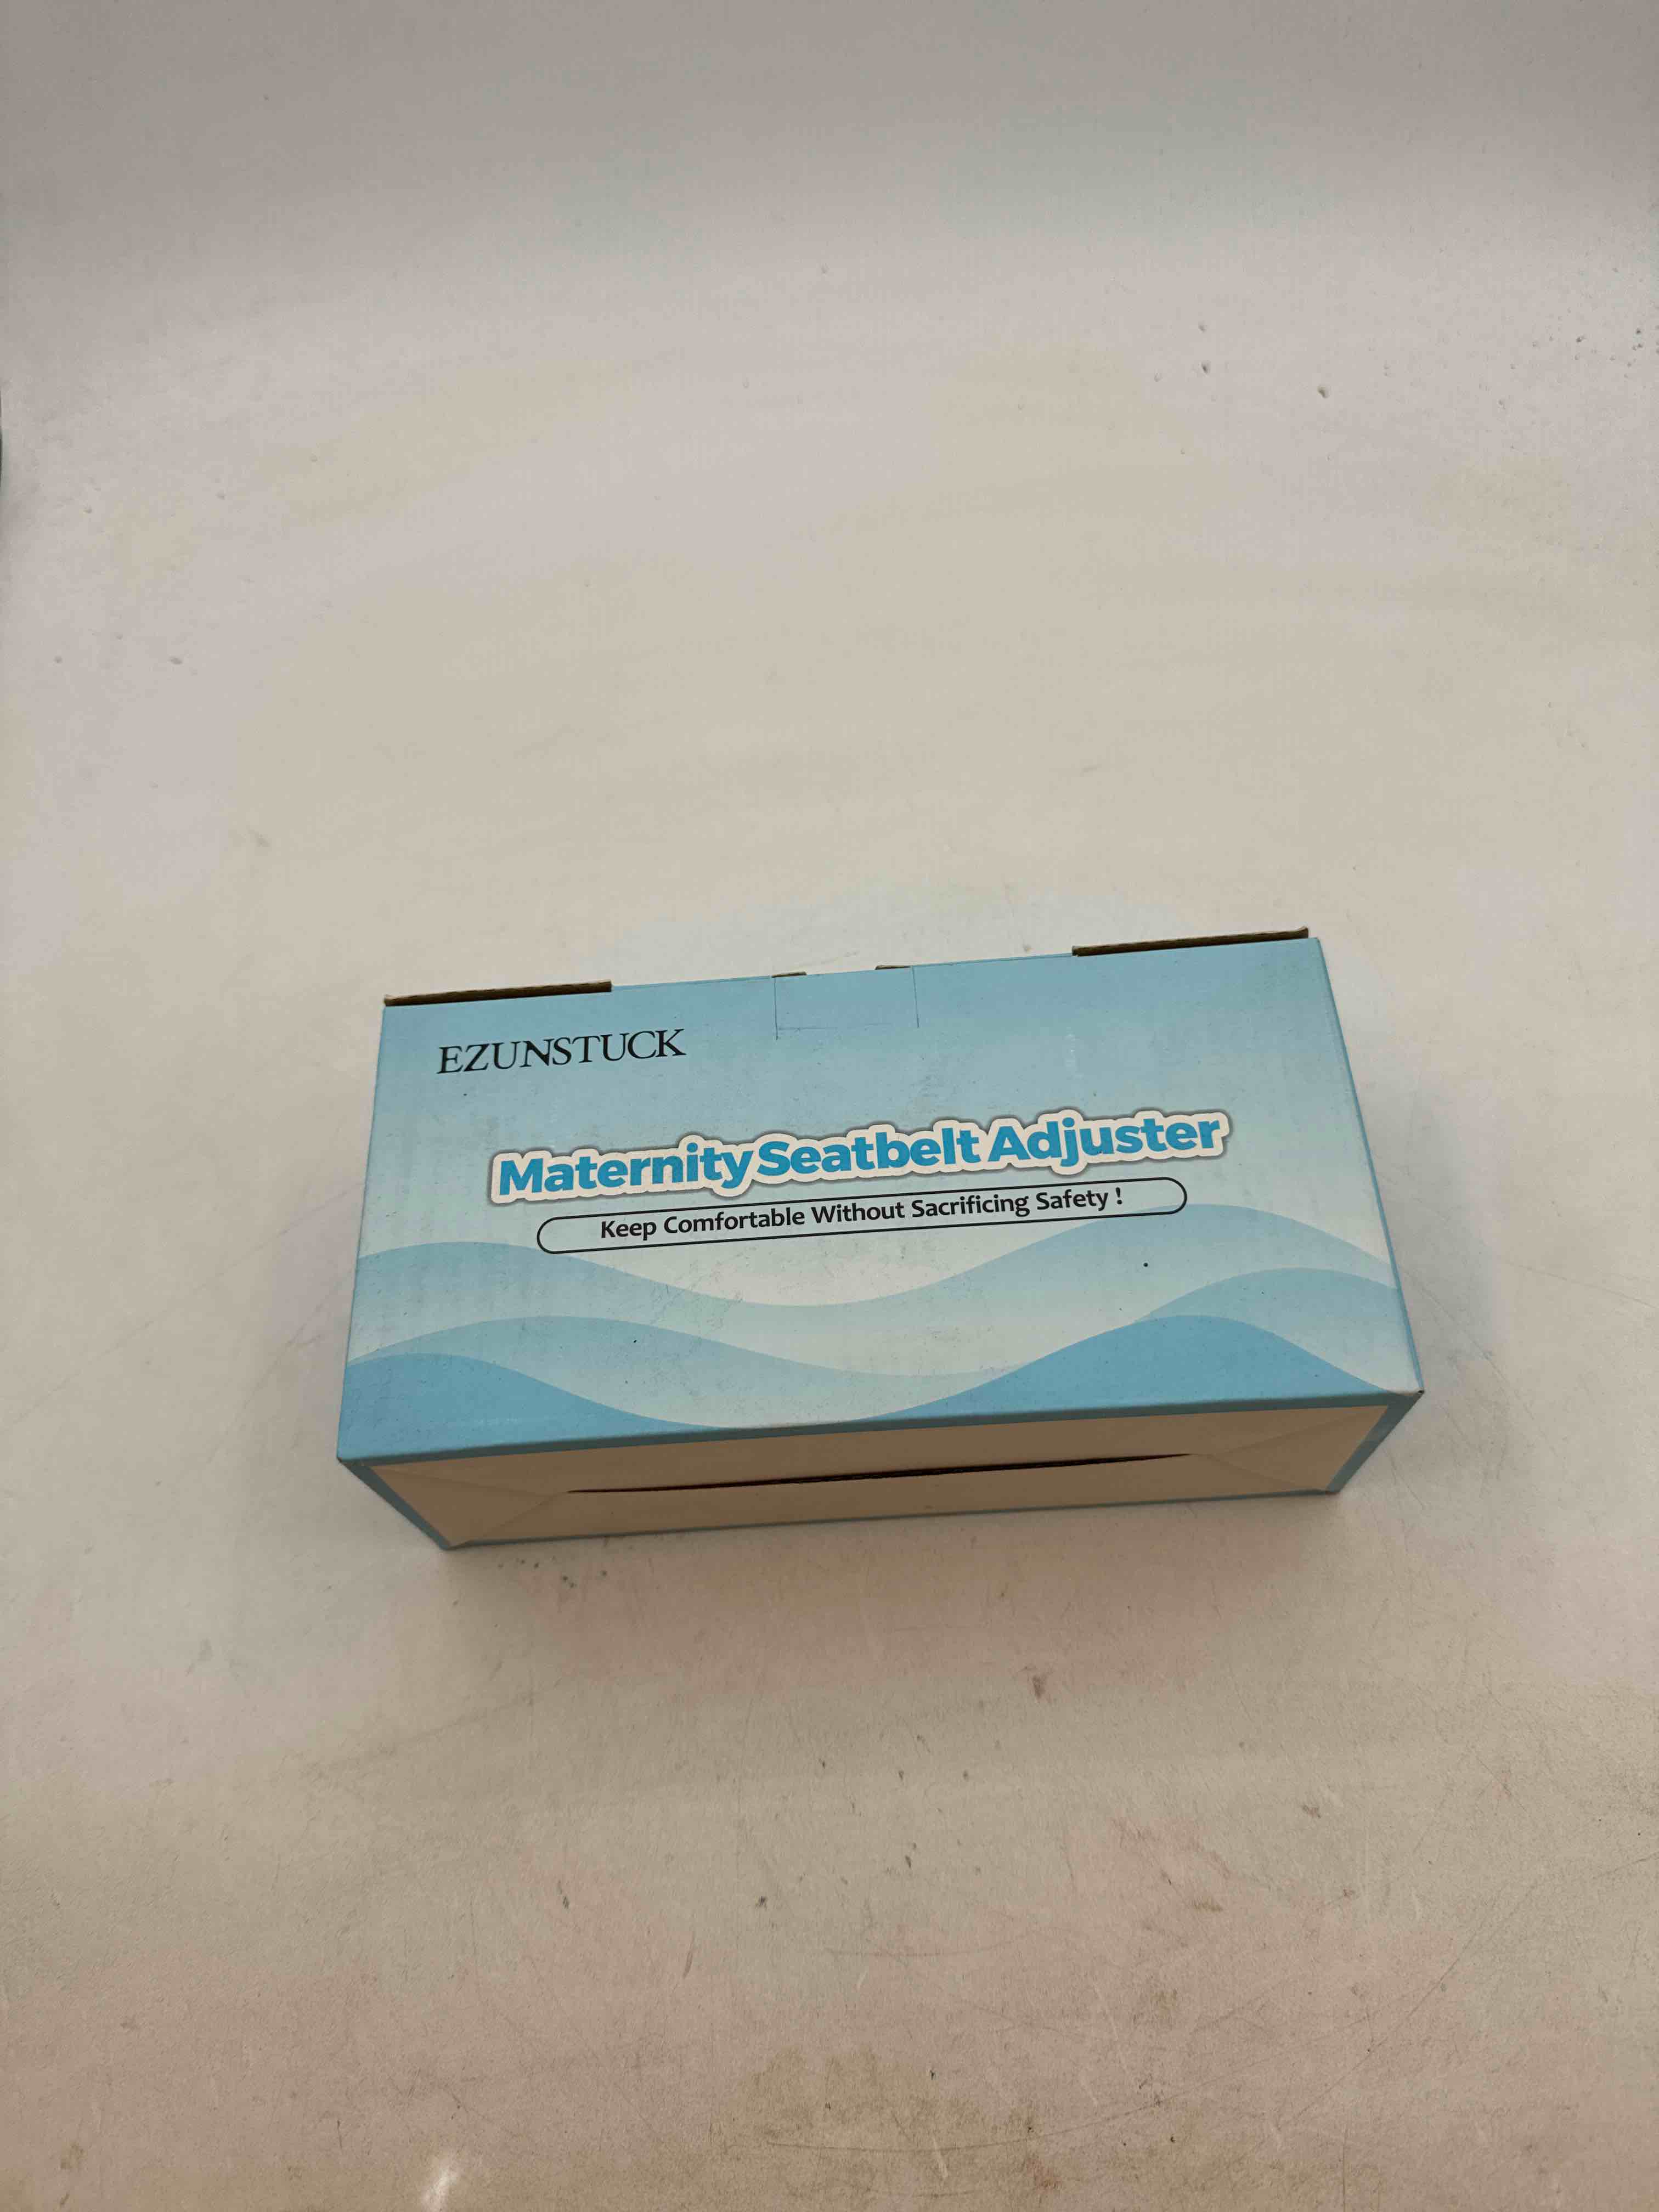 EZUNSTUCK
Maternity Seatbelt Adjuster
Keep Comfortable Without Sacrificing Safety !